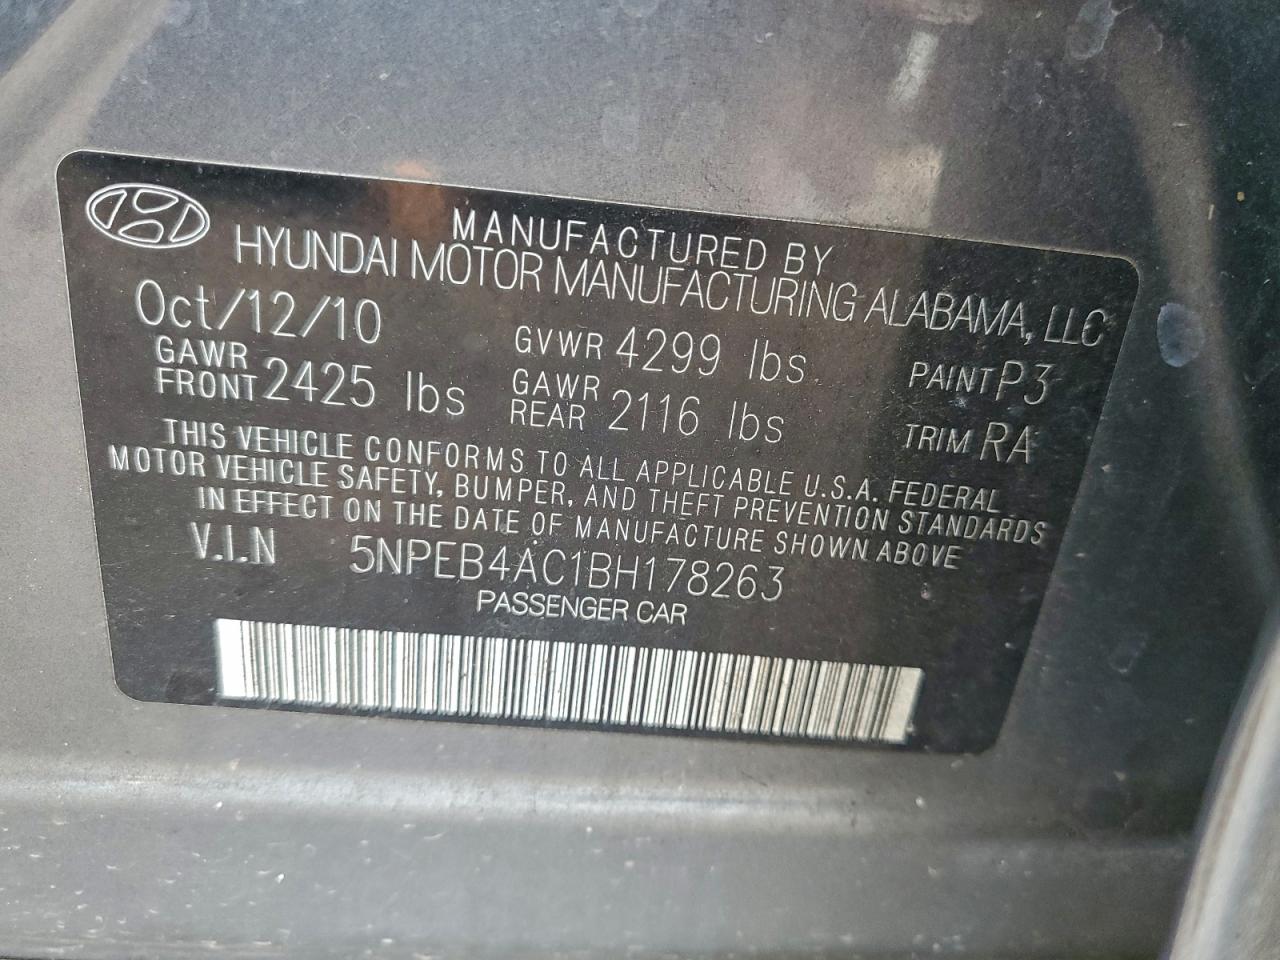 MANUFACTURED BY
HYUNDAI MOTOR MANUFACTURING ALABAMA, LLC
Oct/12/10 GVWR 4299 lbs PAINT P3
GAWR FRONT 2425 lbs GAWR REAR 2116 lbs TRIM RA
THIS VEHICLE CONFORMS TO ALL APPLICABLE U.S.A. FEDERAL
MOTOR VEHICLE SAFETY, BUMPER, AND THEFT PREVENTION STANDARDS
IN EFFECT ON THE DATE OF MANUFACTURE SHOWN ABOVE
V.I.N 5NPEB4AC1BH178263
PASSENGER CAR